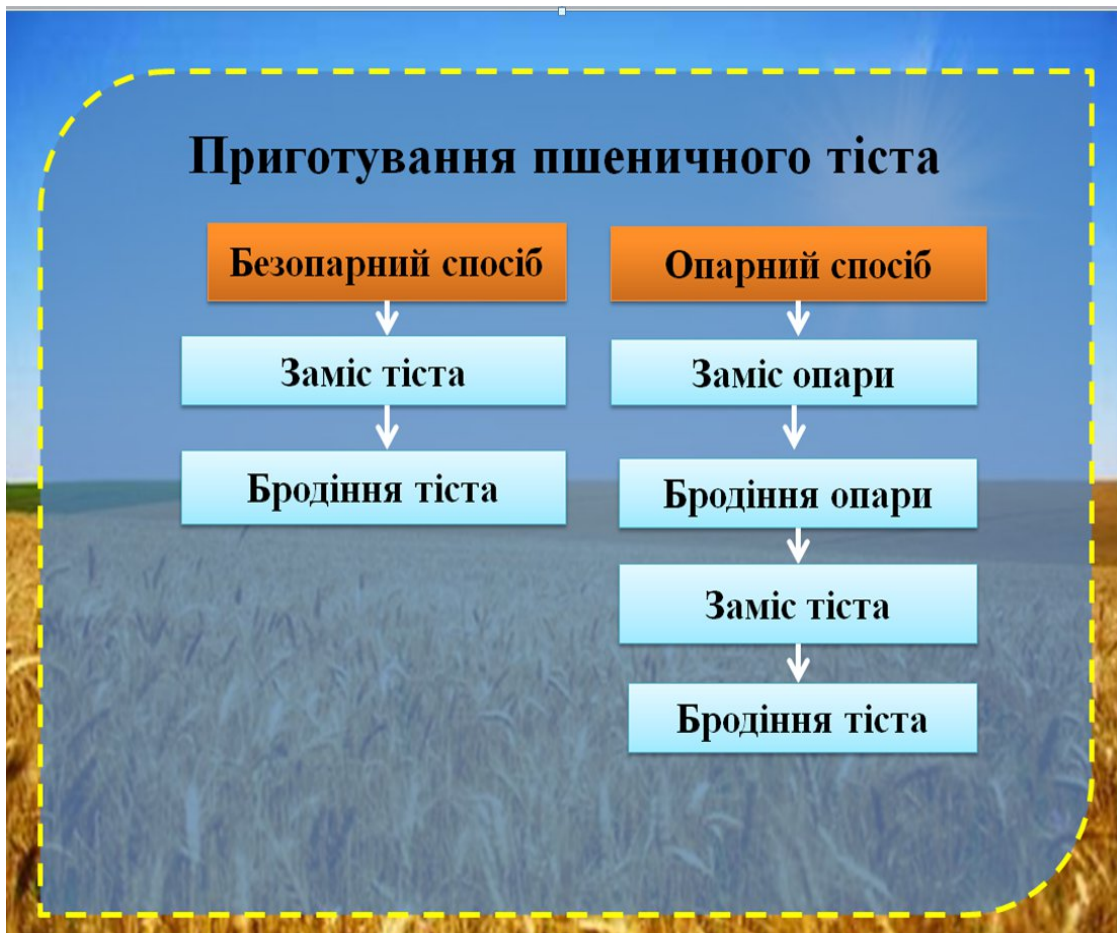 Приготування пшеничного тіста
Безопарний спосіб
Заміс тіста
Бродіння тіста
Опарний спосіб
Заміс опари
Бродіння опари
Заміс тіста
Бродіння тіста